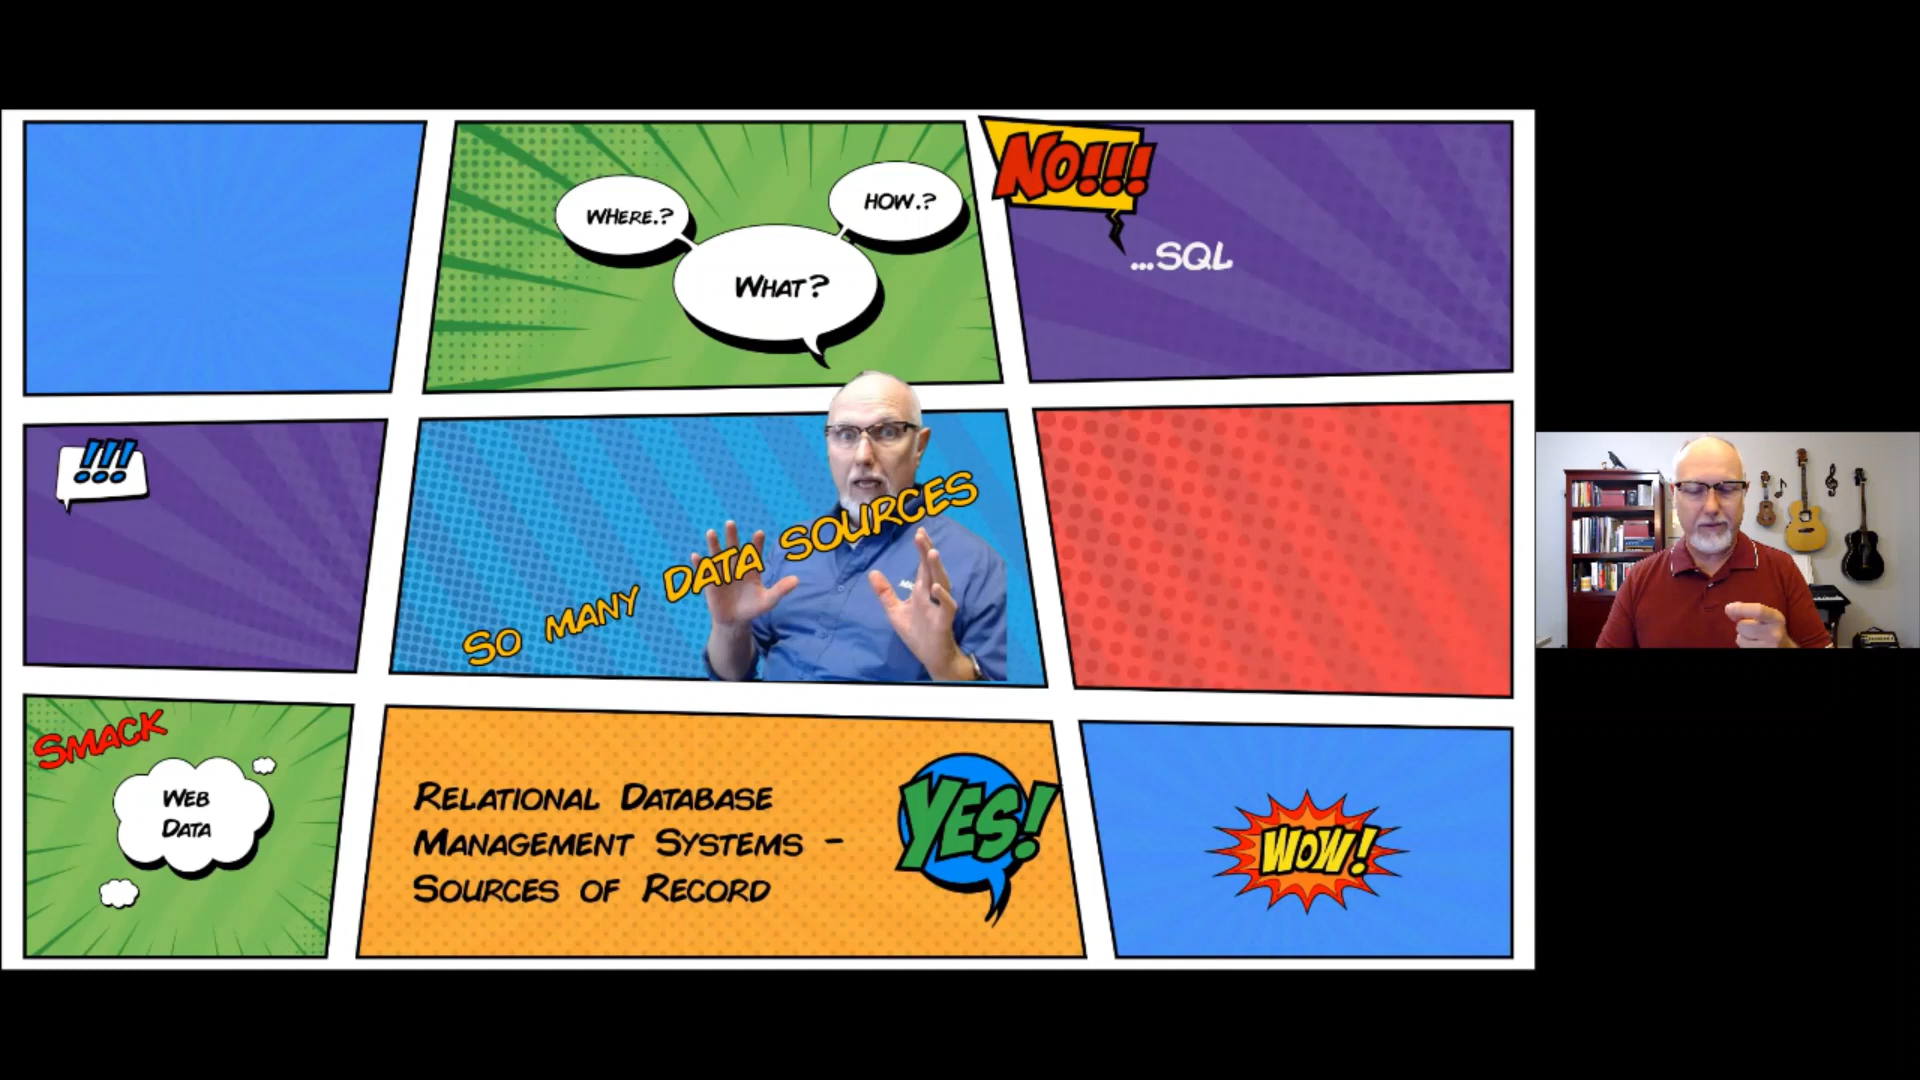 WHERE.?
HOW.?
WHAT?
NO!!!
...SQL
!!!
SO MANY DATA SOURCES
SMACK
WEB
DATA
RELATIONAL DATABASE
MANAGEMENT SYSTEMS -
SOURCES OF RECORD
YES!
WOW!